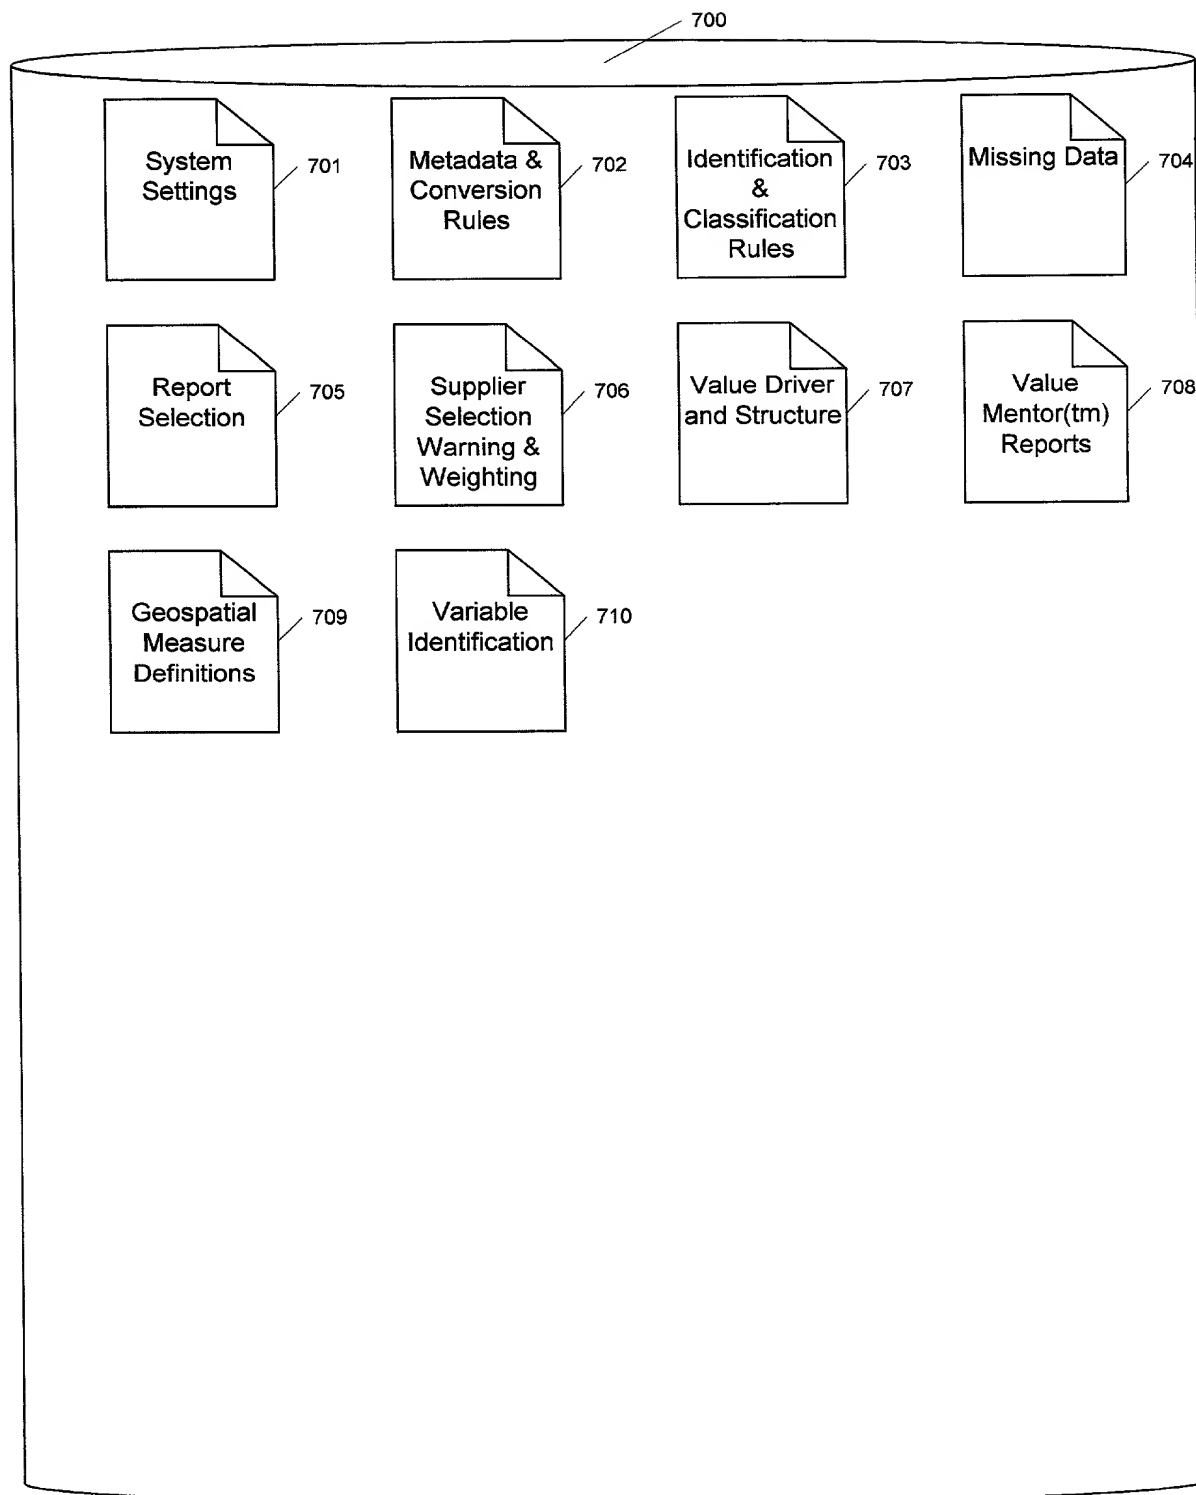 700
System
Settings
701
Metadata &
Conversion
Rules
702
Identification
&
Classification
Rules
703
Missing Data
704
Report
Selection
705
Supplier
Selection
Warning &
Weighting
706
Value Driver
and Structure
707
Value
Mentor(tm)
Reports
708
Geospatial
Measure
Definitions
709
Variable
Identification
710